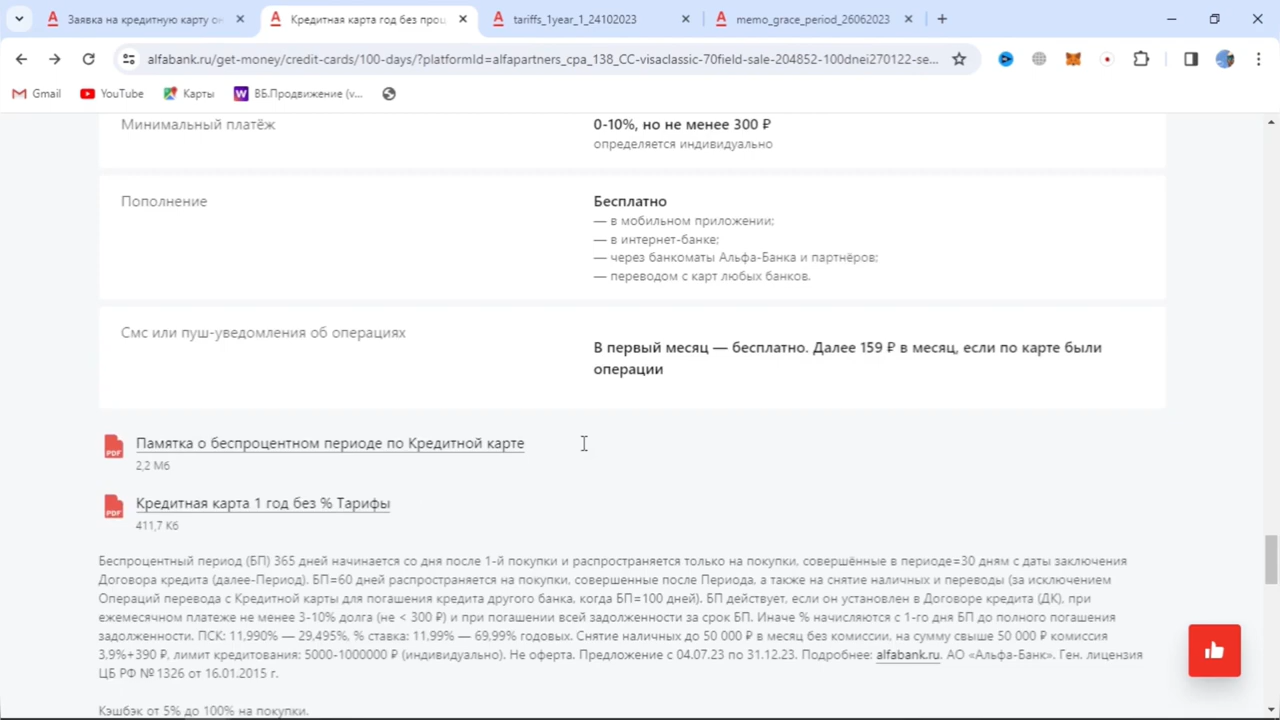 Заявка на кредитную карту он
Кредитная карта год без проц
tariffs_1year_1_24102023
memo_grace_period_26062023
alfabank.ru/get-money/credit-cards/100-days/?platformId=alfapartners_cpa_138_CC-visaclassic-70field-sale-204852-100dnei270122-se...
Gmail
YouTube
Карты
ВБ.Продвижение (v...
Минимальный платёж
0-10%, но не менее 300 ₽
определяется индивидуально
Пополнение
Бесплатно
— в мобильном приложении;
— в интернет-банке;
— через банкоматы Альфа-Банка и партнёров;
— переводом с карт любых банков.
Смс или пуш-уведомления об операциях
В первый месяц — бесплатно. Далее 159 ₽ в месяц, если по карте были
операции
PDF
Памятка о беспроцентном периоде по Кредитной карте
2,2 Мб
PDF
Кредитная карта 1 год без % Тарифы
411,7 Кб
Беспроцентный период (БП) 365 дней начинается со дня после 1-й покупки и распространяется только на покупки, совершённые в периоде=30 дням с даты заключения
Договора кредита (далее-Период). БП=60 дней распространяется на покупки, совершенные после Периода, а также на снятие наличных и переводы (за исключением
Операций перевода с Кредитной карты для погашения кредита другого банка, когда БП=100 дней). БП действует, если он установлен в Договоре кредита (ДК), при
ежемесячном платеже не менее 3-10% долга (не < 300 ₽) и при погашении всей задолженности за срок БП. Иначе % начисляются с 1-го дня БП до полного погашения
задолженности. ПСК: 11,990% — 29,495%, % ставка: 11,99% — 69,99% годовых. Снятие наличных до 50 000 ₽ в месяц без комиссии, на сумму свыше 50 000 ₽ комиссия
3,9%+390 ₽, лимит кредитования: 5000-1000000 ₽ (индивидуально). Не оферта. Предложение с 04.07.23 по 31.12.23. Подробнее: alfabank.ru. АО «Альфа-Банк». Ген. лицензия
ЦБ РФ №1326 от 16.01.2015 г.
Кэшбэк от 5% до 100% на покупки.